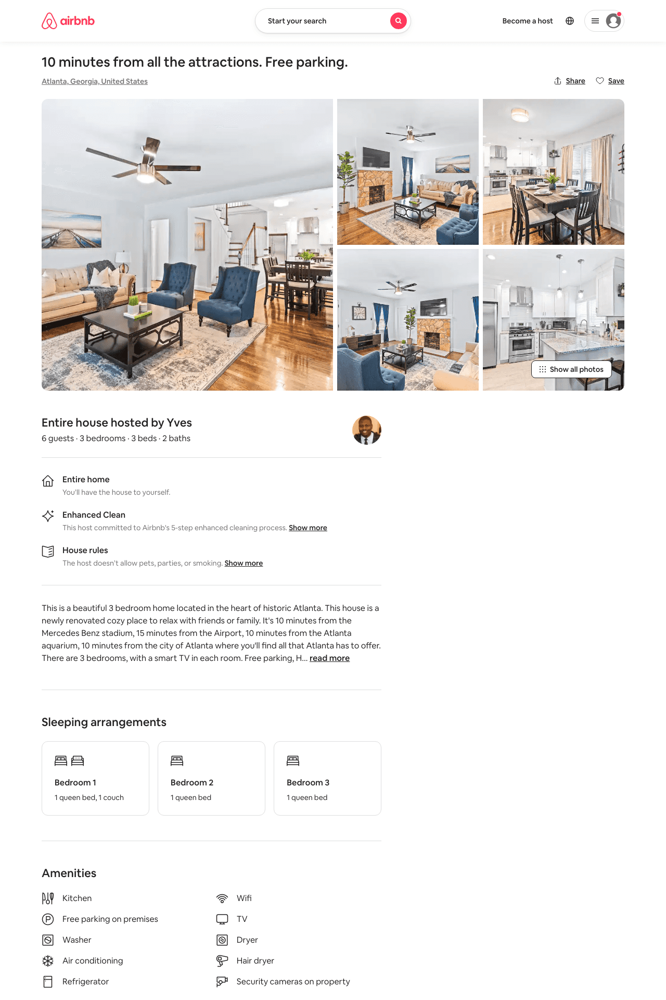 airbnb
Start your search
Become a host
10 minutes from all the attractions. Free parking.
Atlanta, Georgia, United States
Share
Save
Show all photos
Entire house hosted by Yves
6 guests · 3 bedrooms · 3 beds · 2 baths
Entire home
You'll have the house to yourself.
Enhanced Clean
This host committed to Airbnb's 5-step enhanced cleaning process. Show more
House rules
The host doesn't allow pets, parties, or smoking. Show more
This is a beautiful 3 bedroom home located in the heart of historic Atlanta. This house is a
newly renovated cozy place to relax with friends or family. It's 10 minutes from the
Mercedes Benz stadium, 15 minutes from the Airport, 10 minutes from the Atlanta
aquarium, 10 minutes from the city of Atlanta where you'll find all that Atlanta has to offer.
There are 3 bedrooms, with a smart TV in each room. Free parking, H... read more
Sleeping arrangements
Bedroom 1
1 queen bed, 1 couch
Bedroom 2
1 queen bed
Bedroom 3
1 queen bed
Amenities
Kitchen
Wifi
Free parking on premises
TV
Washer
Dryer
Air conditioning
Hair dryer
Refrigerator
Security cameras on property